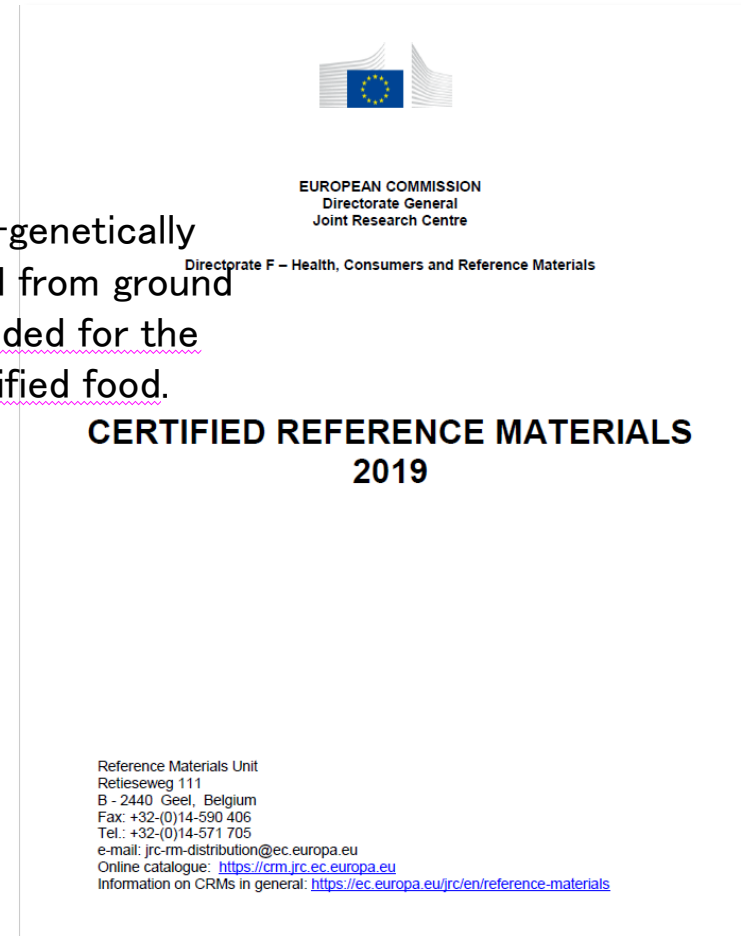 EUROPEAN COMMISSION
Directorate General
Joint Research Centre
Directorate F – Health, Consumers and Reference Materials
-genetically
from ground
ded for the
ified food.
CERTIFIED REFERENCE MATERIALS
2019
Reference Materials Unit
Retieseweg 111
B - 2440 Geel, Belgium
Fax: +32-(0)14-590 406
Tel.: +32-(0)14-571 705
e-mail: jrc-rm-distribution@ec.europa.eu
Online catalogue: https://crm.jrc.ec.europa.eu
Information on CRMs in general: https://ec.europa.eu/jrc/en/reference-materials